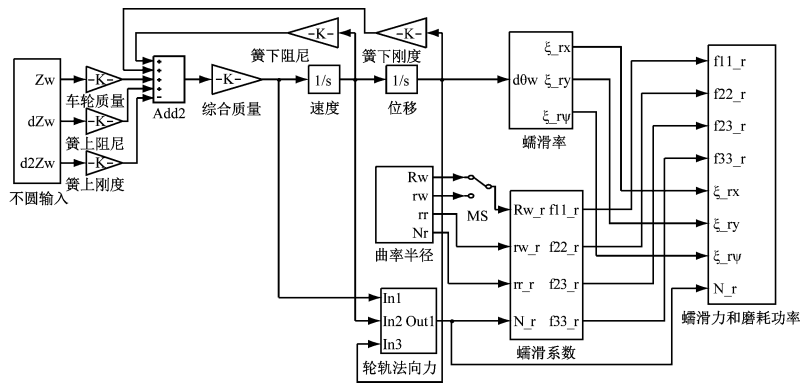 -K-
-K-
簧下阻尼
簧下刚度
Zw
dZw
d2Zw
不圆输入
-K-
车轮质量
-K-
簧上阻尼
-K-
簧上刚度
+
+
+
+
-
Add2
-K-
综合质量
1/s
速度
1/s
位移
dθw
ξ_rx
ξ_ry
ξ_rψ
蠕滑率
Rw
rw
rr
Nr
曲率半径
MS
Rw_r f11_r
rw_r f22_r
rr_r f23_r
N_r f33_r
蠕滑系数
In1
In2 Out1
In3
轮轨法向力
f11_r
f22_r
f23_r
f33_r
ξ_rx
ξ_ry
ξ_rψ
N_r
蠕滑力和磨耗功率